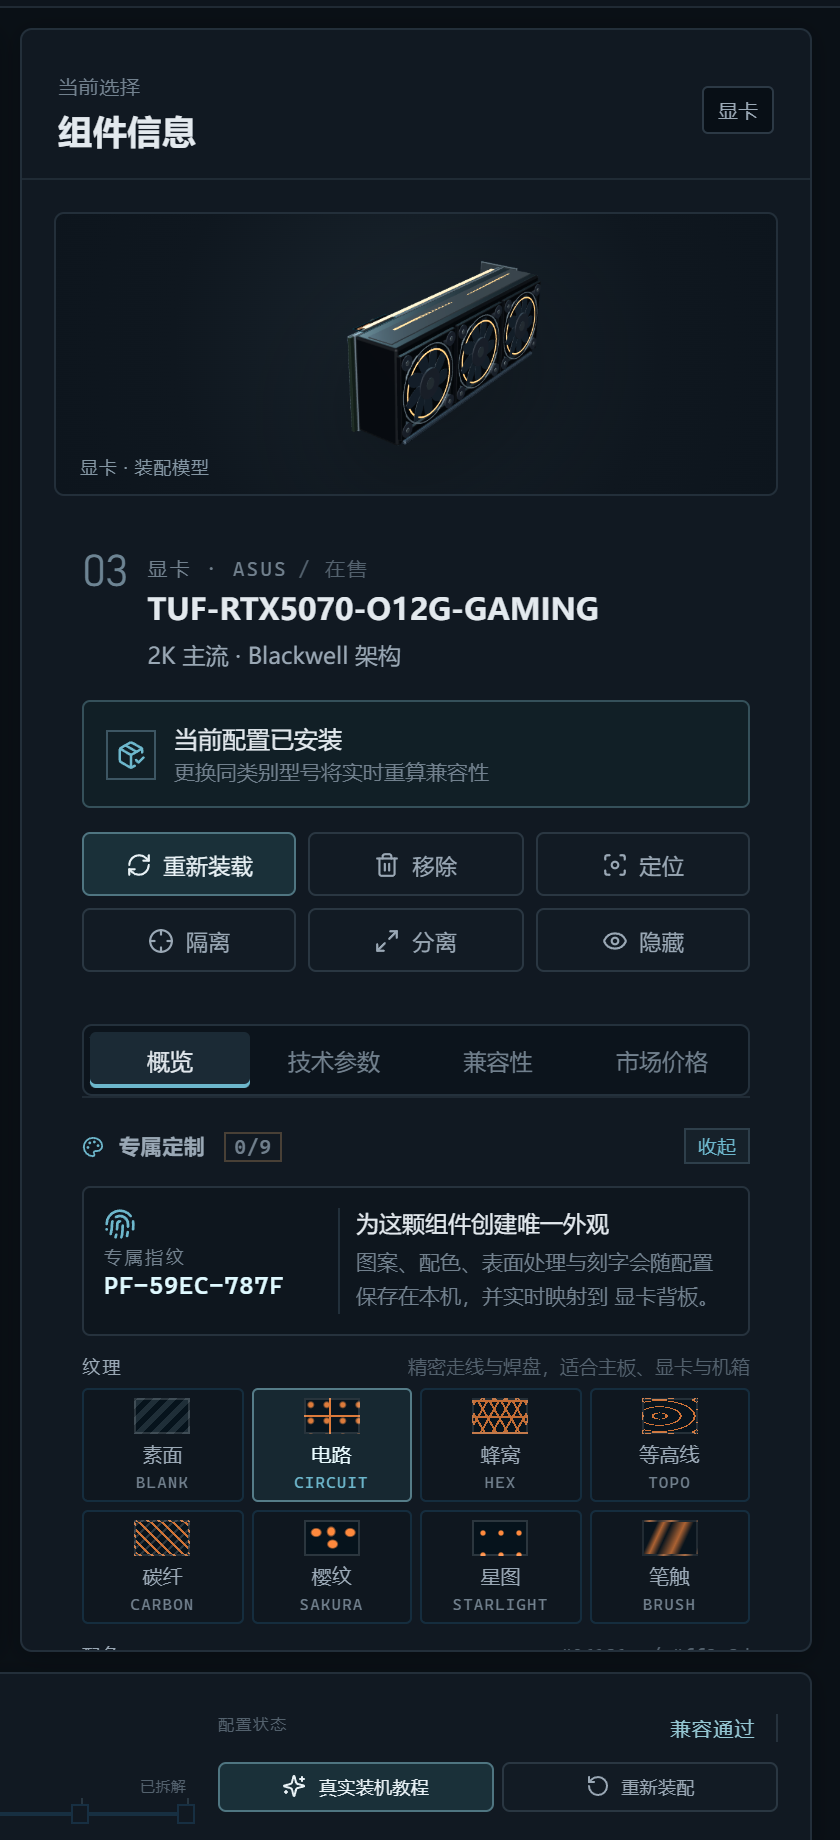 当前选择
组件信息
显卡
显卡 · 装配模型
03
显卡 · ASUS / 在售
TUF-RTX5070-O12G-GAMING
2K 主流 · Blackwell 架构
当前配置已安装
更换同类别型号将实时重算兼容性
重新装载
移除
定位
隔离
分离
隐藏
概览
技术参数
兼容性
市场价格
专属定制
0/9
收起
专属指纹
PF-59EC-787F
为这颗组件创建唯一外观
图案、配色、表面处理与刻字会随配置
保存在本机，并实时映射到 显卡背板。
纹理
精密走线与焊盘，适合主板、显卡与机箱
素面
BLANK
电路
CIRCUIT
蜂窝
HEX
等高线
TOPO
碳纤
CARBON
樱纹
SAKURA
星图
STARLIGHT
笔触
BRUSH
配置状态
兼容通过
已拆解
真实装机教程
重新装配